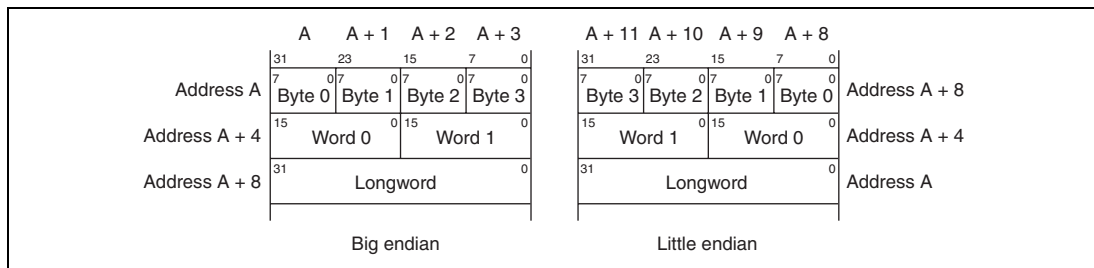 A A + 1 A + 2 A + 3 A + 11 A + 10 A + 9 A + 8
31 23 15 7 0 31 23 15 7 0
7 0 7 0 7 0 7 0 7 0 7 0 7 0 7 0
Address A Byte 0 Byte 1 Byte 2 Byte 3 Byte 3 Byte 2 Byte 1 Byte 0 Address A + 8
15 0 15 0 15 0 15 0
Address A + 4 Word 0 Word 1 Word 1 Word 0 Address A + 4
31 0 31 0
Address A + 8 Longword Longword Address A
Big endian Little endian